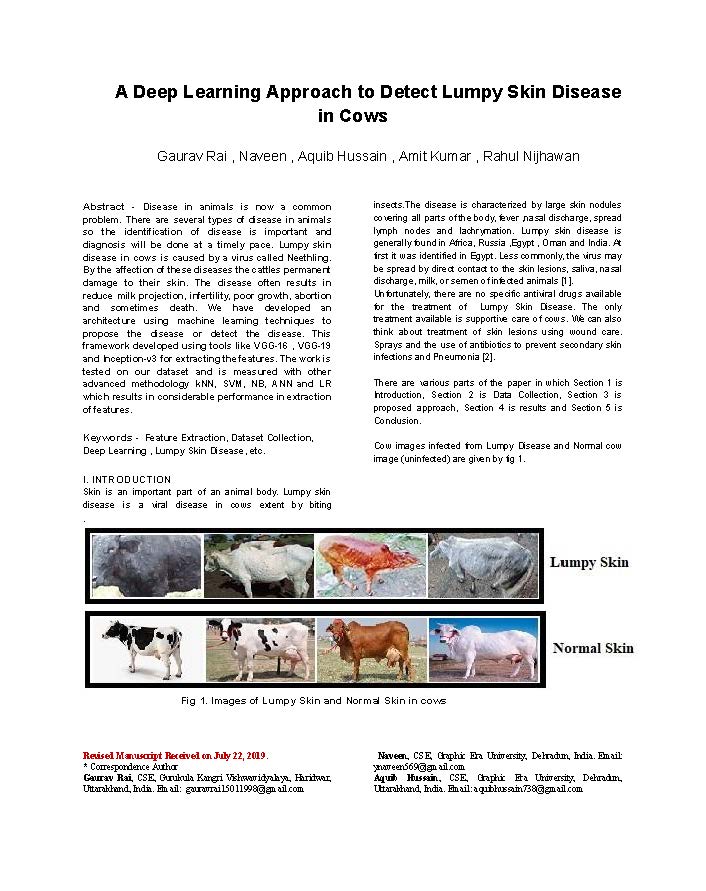 A Deep Learning Approach to Detect Lumpy Skin Disease
in Cows
Gaurav Rai , Naveen , Aquib Hussain , Amit Kumar , Rahul Nijhawan
Abstract - Disease in animals is now a common
problem. There are several types of disease in animals
so the identification of disease is important and
diagnosis will be done at a timely pace. Lumpy skin
disease in cows is caused by a virus called Neethling.
By the affection of these diseases the cattles permanent
damage to their skin. The disease often results in
reduce milk projection, infertility, poor growth, abortion
and sometimes death. We have developed an
architecture using machine learning techniques to
propose the disease or detect the disease. This
framework developed using tools like VGG-16 , VGG-19
and Inception-v3 for extracting the features. The work is
tested on our dataset and is measured with other
advanced methodology kNN, SVM, NB, ANN and LR
which results in considerable performance in extraction
of features.
Keywords - Feature Extraction, Dataset Collection,
Deep Learning , Lumpy Skin Disease, etc.
I. INTRODUCTION
Skin is an important part of an animal body. Lumpy skin
disease is a viral disease in cows extent by biting
.
insects.The disease is characterized by large skin nodules
covering all parts of the body, fever ,nasal discharge, spread
lymph nodes and lachrymation. Lumpy skin disease is
generally found in Africa, Russia ,Egypt , Oman and India. At
first it was identified in Egypt. Less commonly, the virus may
be spread by direct contact to the skin lesions, saliva, nasal
discharge, milk, or semen of infected animals [1].
Unfortunately, there are no specific antiviral drugs available
for the treatment of Lumpy Skin Disease. The only
treatment available is supportive care of cows. We can also
think about treatment of skin lesions using wound care.
Sprays and the use of antibiotics to prevent secondary skin
infections and Pneumonia [2].
There are various parts of the paper in which Section 1 is
Introduction, Section 2 is Data Collection, Section 3 is
proposed approach, Section 4 is results and Section 5 is
Conclusion.
Cow images infected from Lumpy Disease and Normal cow
image (uninfected) are given by fig 1.
Lumpy Skin
Normal Skin
Fig 1. Images of Lumpy Skin and Normal Skin in cows
Revised Manuscript Received on July 22, 2019.
* Correspondence Author
Gaurav Rai, CSE, Gurukula Kangri Vishwavidyalaya, Haridwar,
Uttarakhand, India. Email: gauravrai15011998@gmail.com
Naveen, CSE, Graphic Era University, Dehradun, India. Email:
ynaveen569@gmail.com
Aquib Hussain, CSE, Graphic Era University, Dehradun,
Uttarakhand, India. Email: aquibhussain738@gmail.com